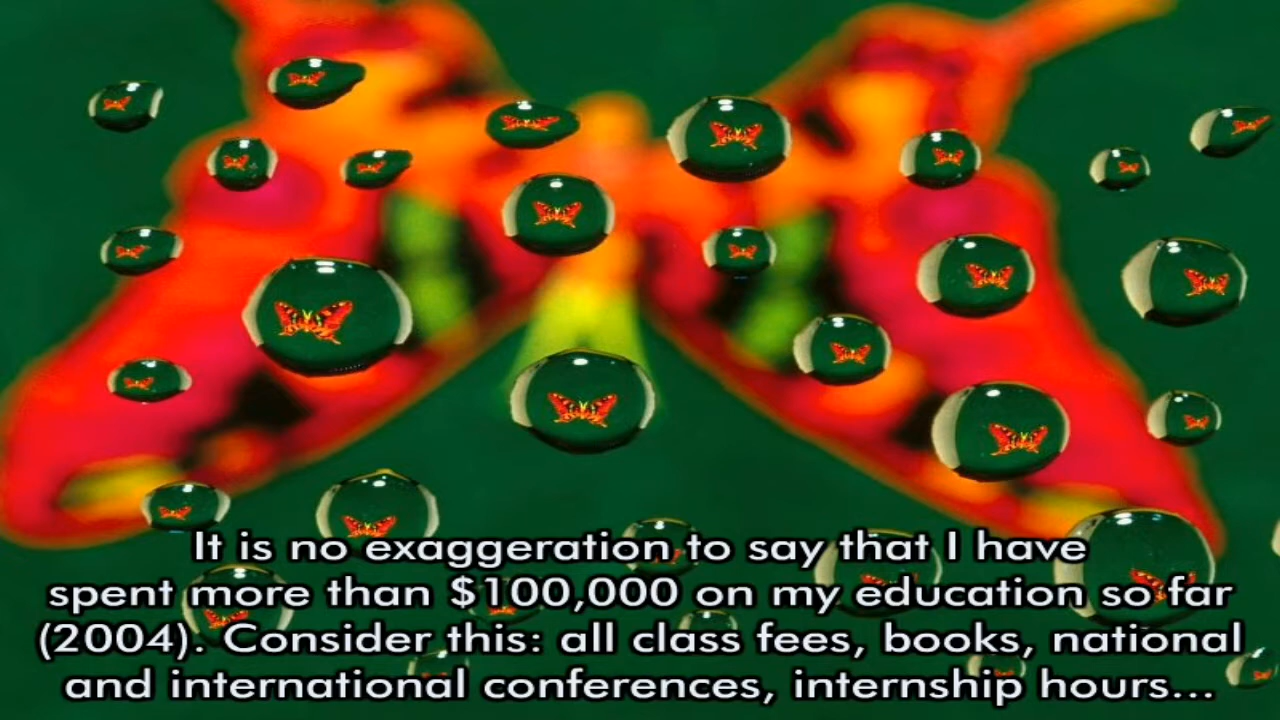 It is no exaggeration to say that I have
spent more than $100,000 on my education so far
(2004). Consider this: all class fees, books, national
and international conferences, internship hours...